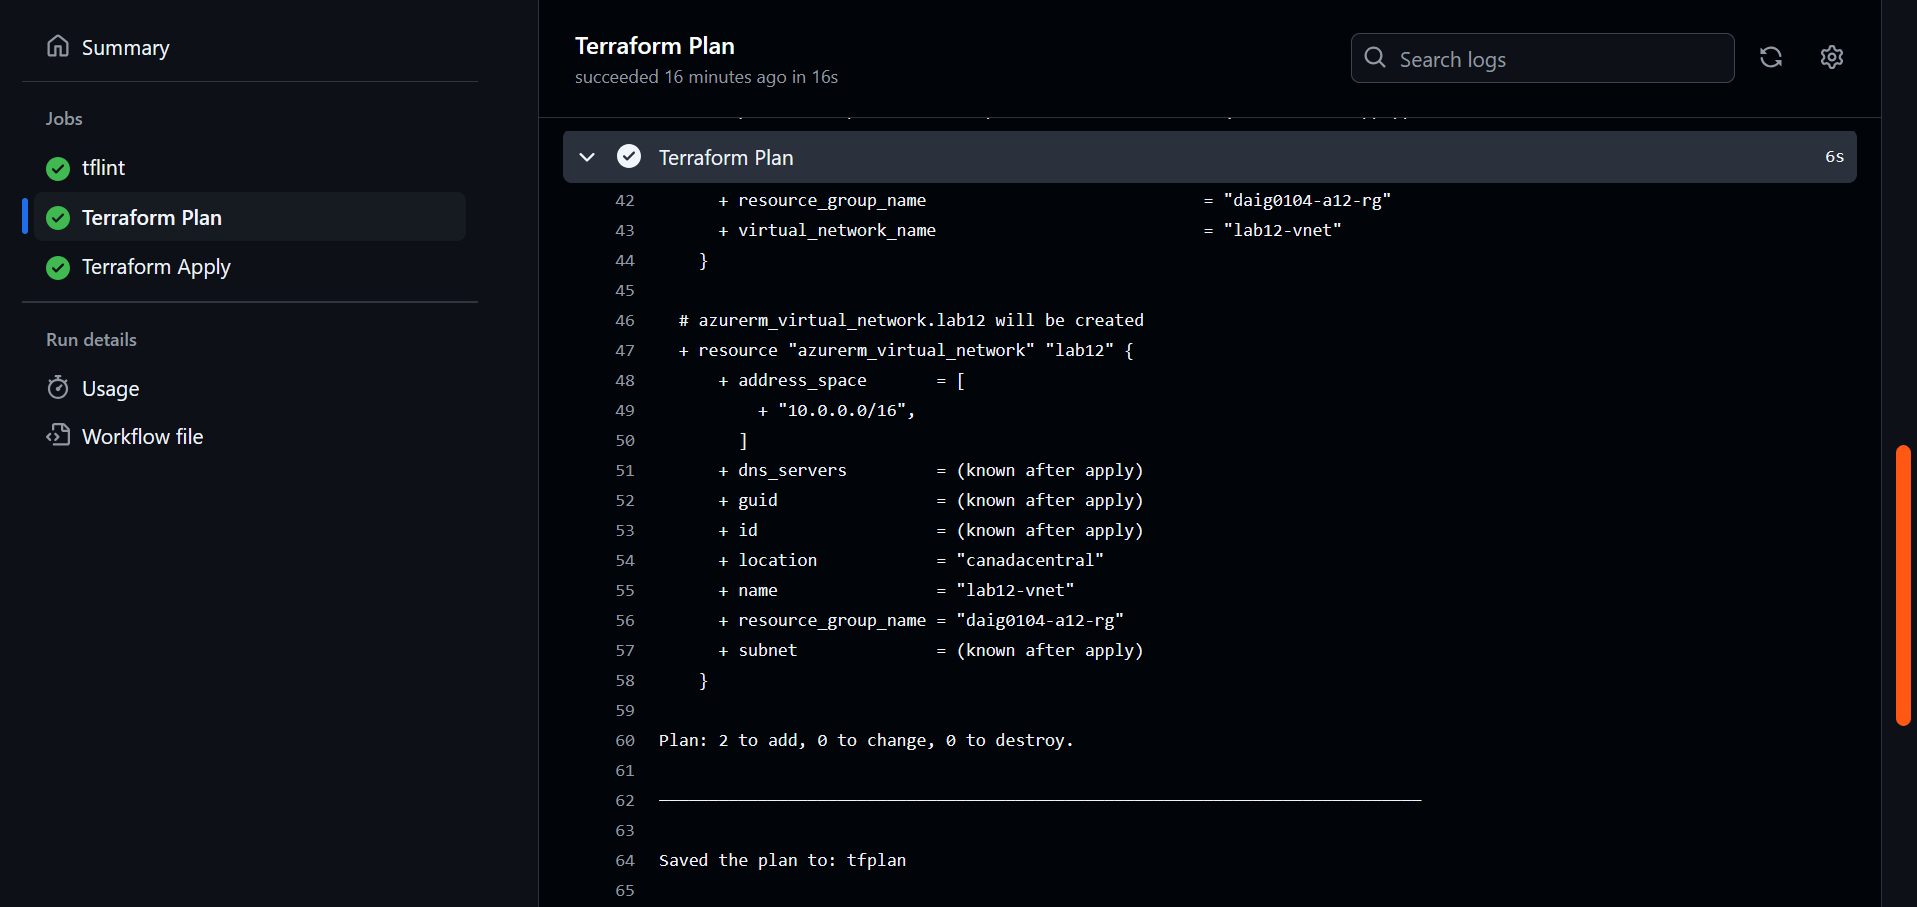 Summary
Jobs
tflint
Terraform Plan
Terraform Apply
Run details
Usage
Workflow file
Terraform Plan
succeeded 16 minutes ago in 16s
Search logs
Terraform Plan 6s
42 + resource_group_name = "daig0104-a12-rg"
43 + virtual_network_name = "lab12-vnet"
44 }
45
46 # azurerm_virtual_network.lab12 will be created
47 + resource "azurerm_virtual_network" "lab12" {
48 + address_space = [
49 + "10.0.0.0/16",
50 ]
51 + dns_servers = (known after apply)
52 + guid = (known after apply)
53 + id = (known after apply)
54 + location = "canadacentral"
55 + name = "lab12-vnet"
56 + resource_group_name = "daig0104-a12-rg"
57 + subnet = (known after apply)
58 }
59
60 Plan: 2 to add, 0 to change, 0 to destroy.
61
62 ─────────────────────────────────────────────────────────────────────────────
63
64 Saved the plan to: tfplan
65